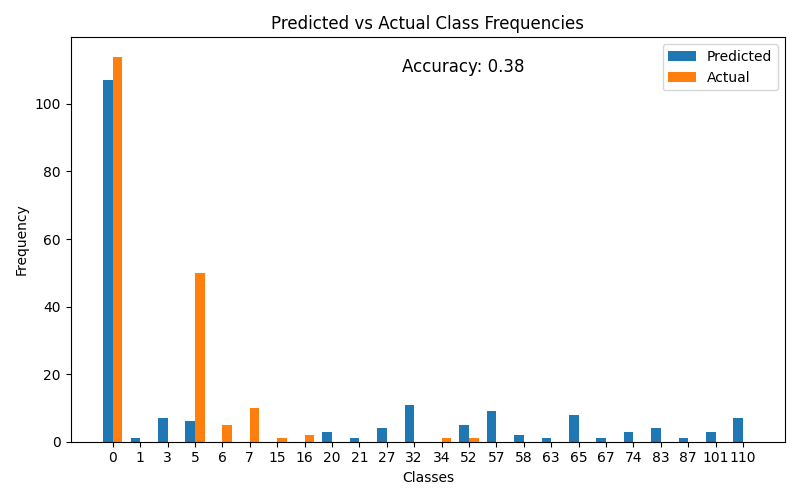 Predicted vs Actual Class Frequencies
Accuracy: 0.38
Predicted
Actual
Frequency
100
80
60
40
20
0
0 1 3 5 6 7 15 16 20 21 27 32 34 52 57 58 63 65 67 74 83 87 101 110
Classes